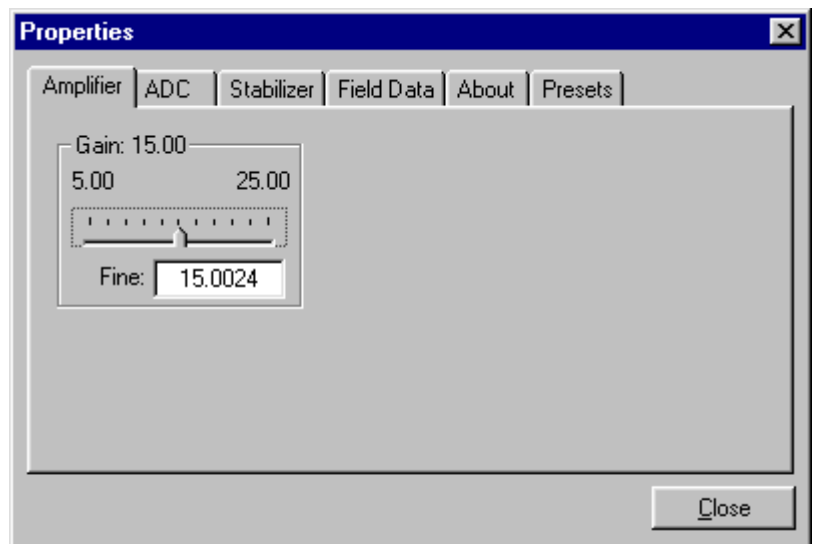 Properties
Amplifier ADC Stabilizer Field Data About Presets
Gain: 15.00
5.00 25.00
Fine: 15.0024
Close